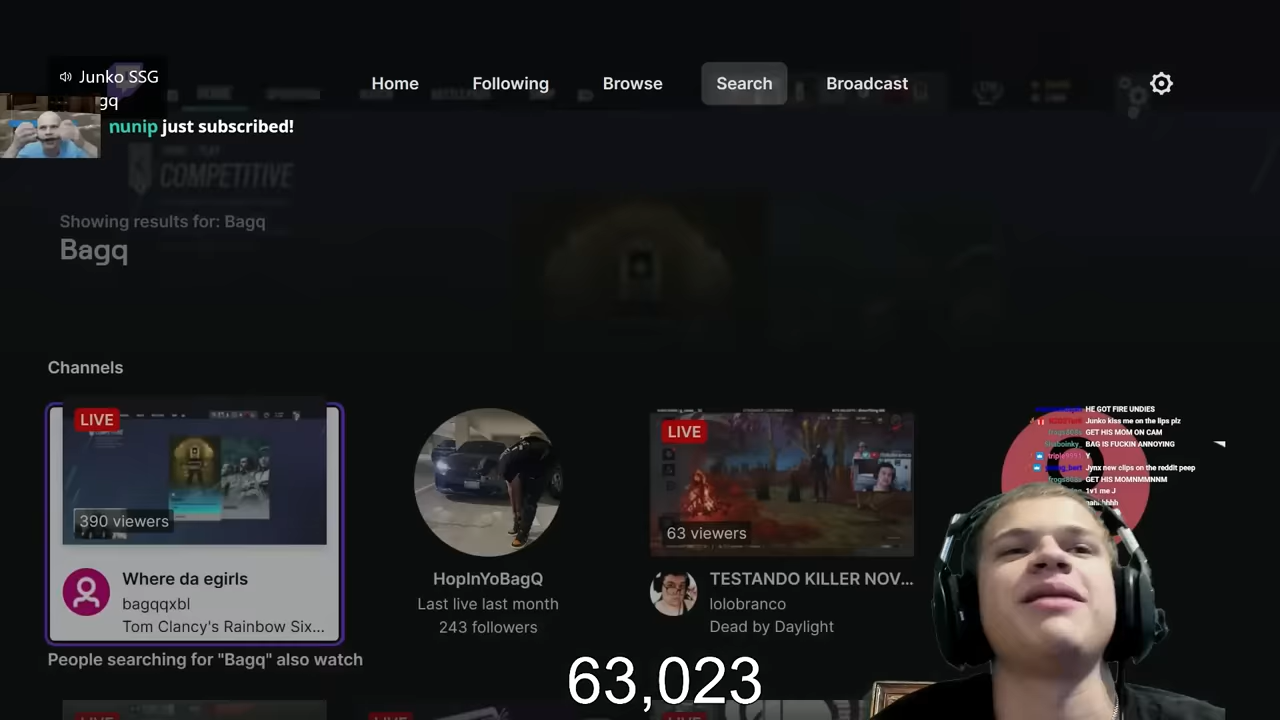 Junko SSG
gq
nunip just subscribed!
Home
Following
Browse
Search
Broadcast
COMPETITIVE
Showing results for: Bagq
Bagq
Channels
LIVE
390 viewers
Where da egirls
bagqqxbl
Tom Clancy's Rainbow Six...
HopInYoBagQ
Last live last month
243 followers
LIVE
63 viewers
TESTANDO KILLER NOV...
lolobranco
Dead by Daylight
HE GOT FIRE UNDIES
Junko kiss me on the lips plz
GET HIS MOM ON CAM
BAG IS FUCKIN ANNOYING
Y
Jynx new clips on the reddit peep
GET HIS MOMNMMNNM
1v1 me J
People searching for "Bagq" also watch
63,023